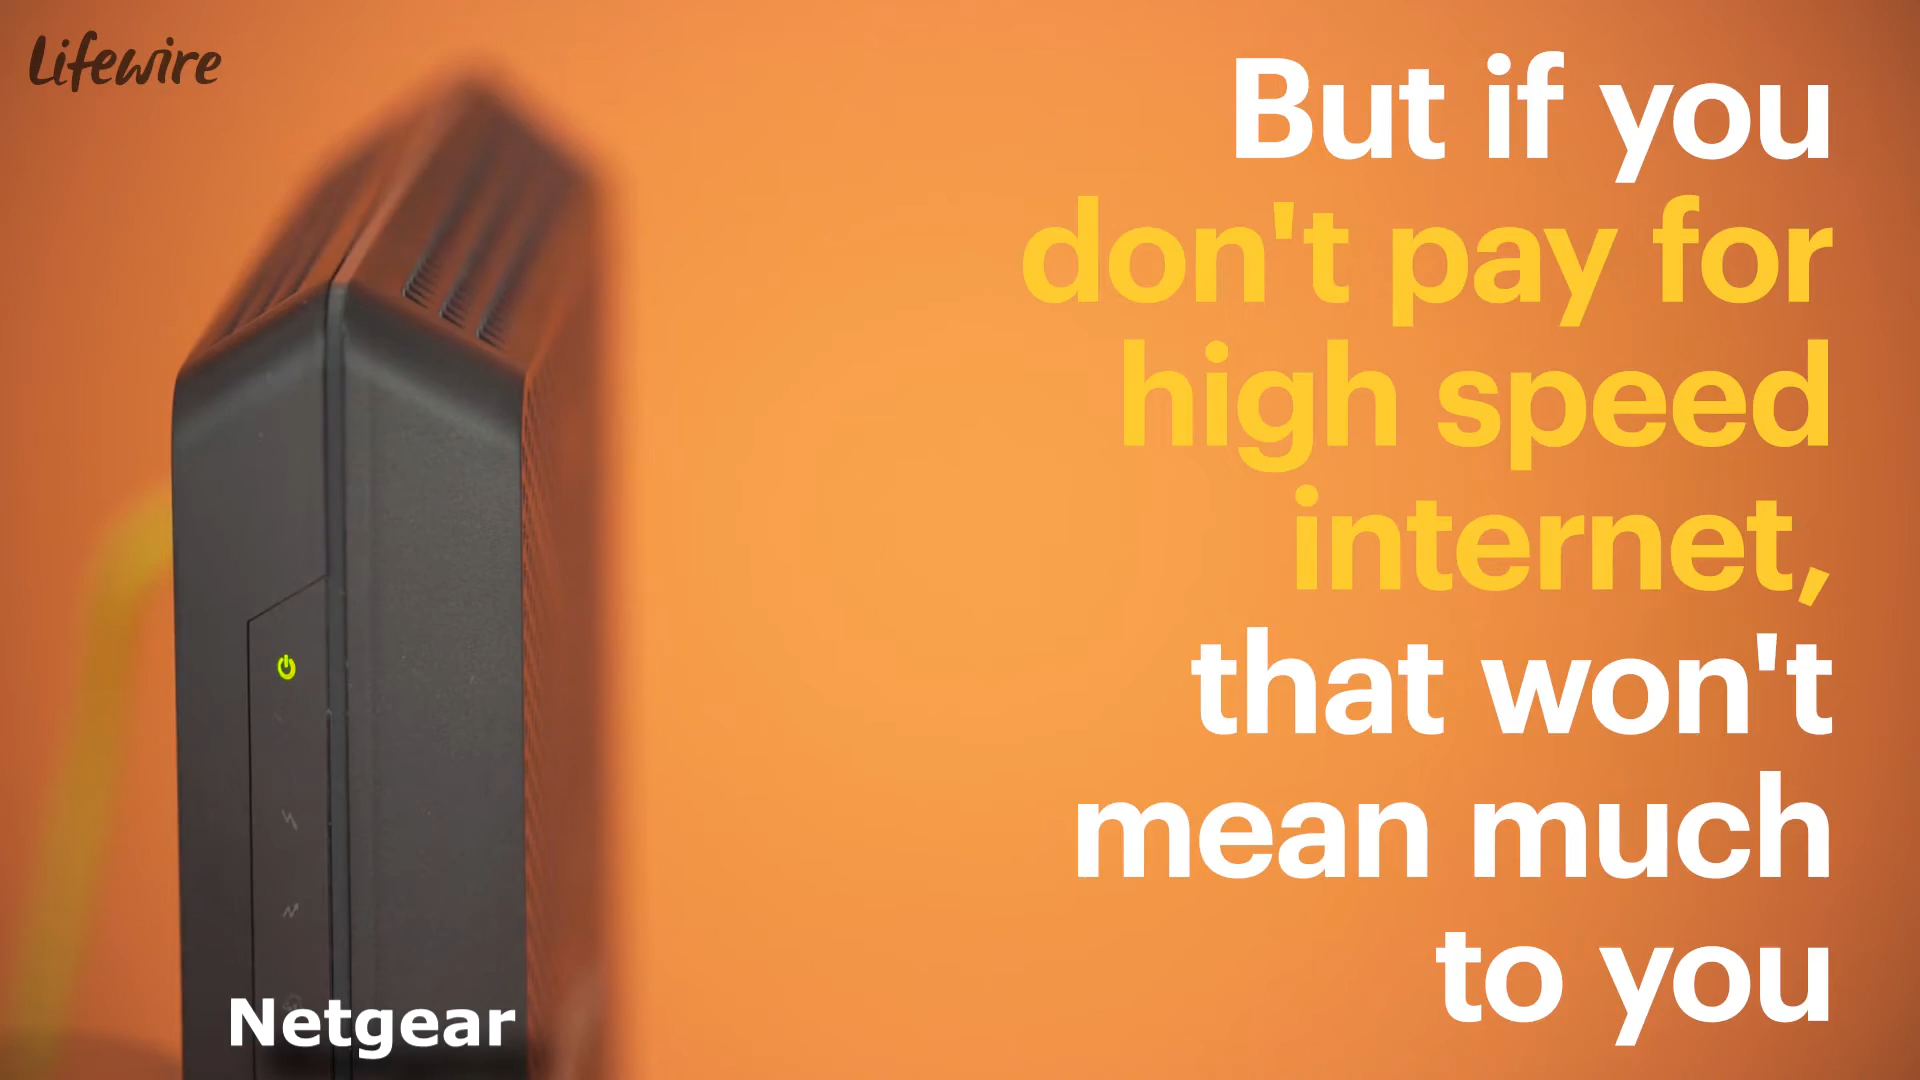 Lifewire
But if you
don't pay for
high speed
internet,
that won't
mean much
to you
Netgear